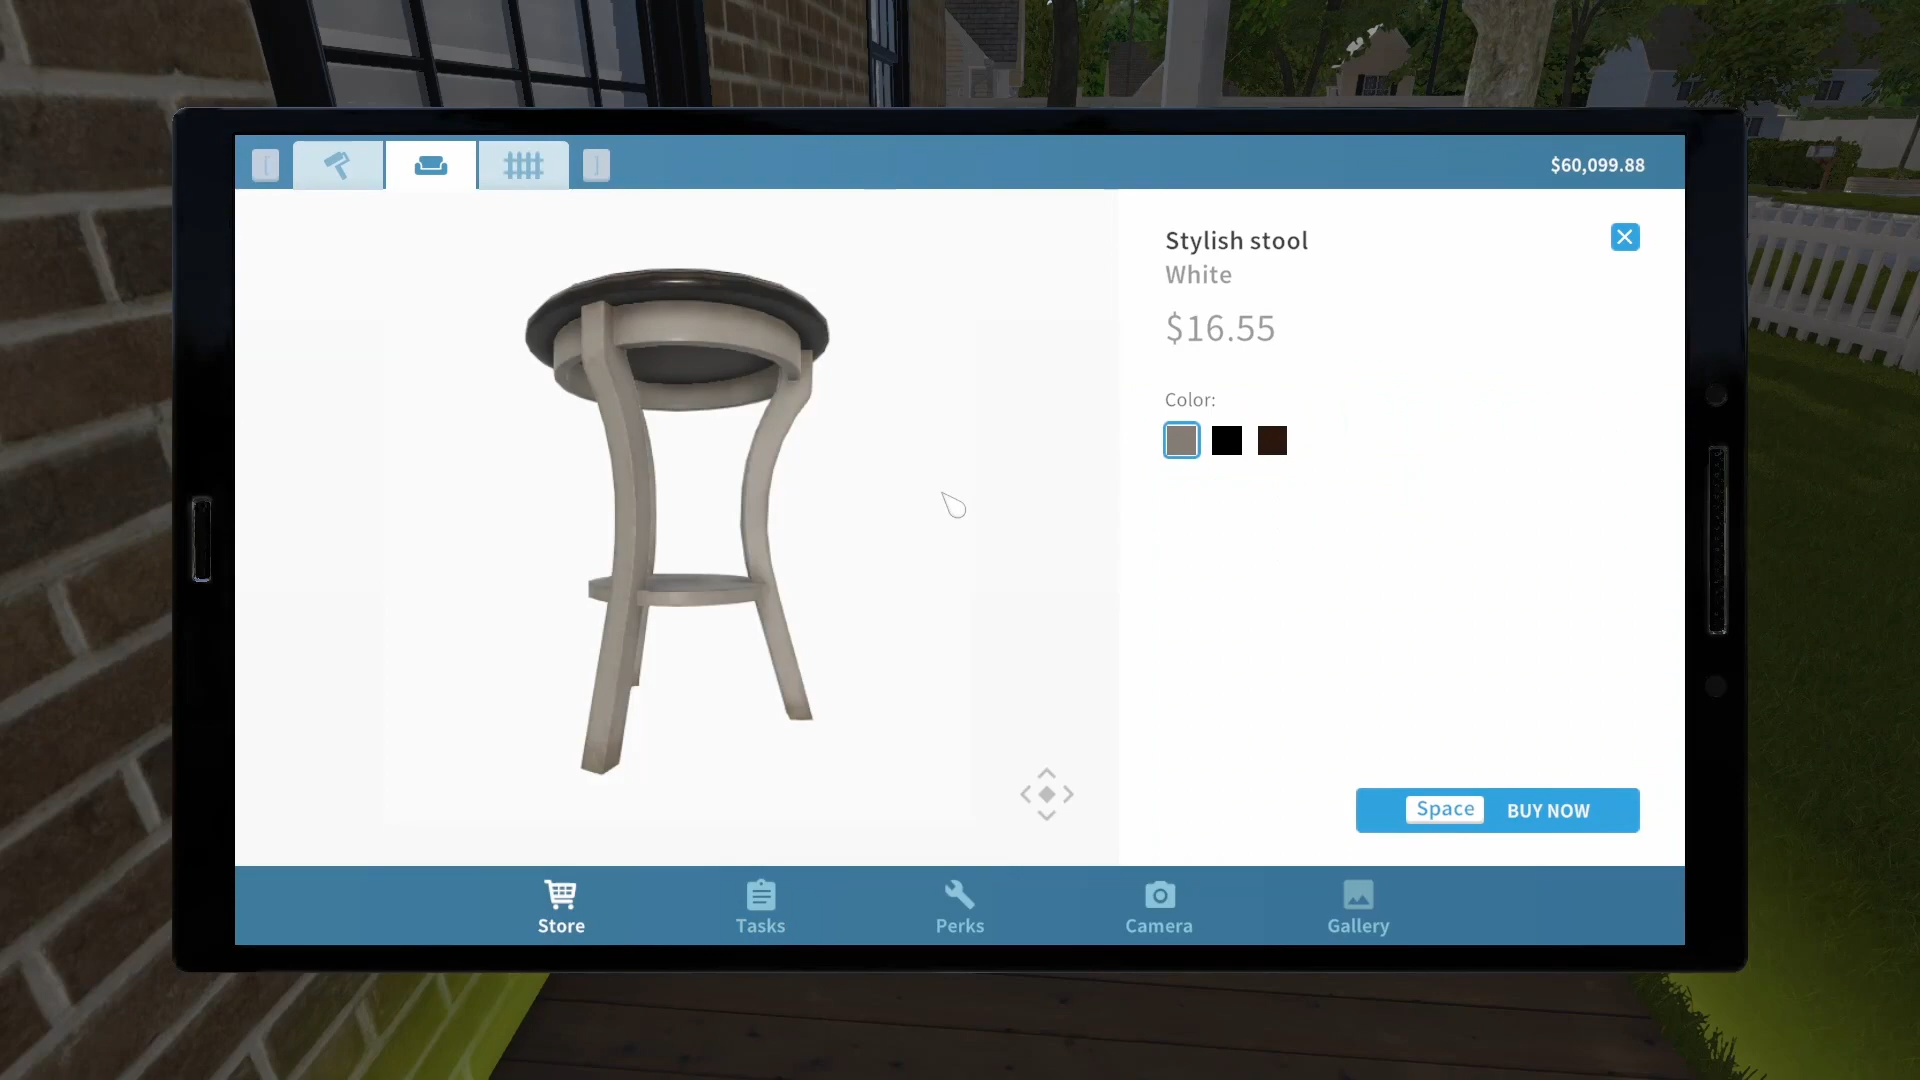 [
]
$60,099.88
Stylish stool
White
$16.55
Color:
Space BUY NOW
Store
Tasks
Perks
Camera
Gallery